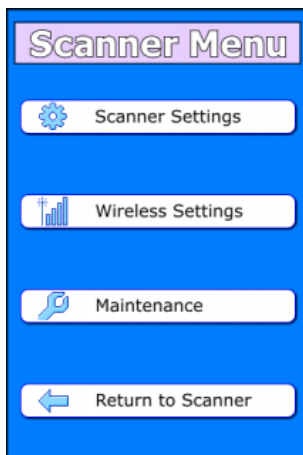 Scanner Menu
Scanner Settings
Wireless Settings
Maintenance
Return to Scanner